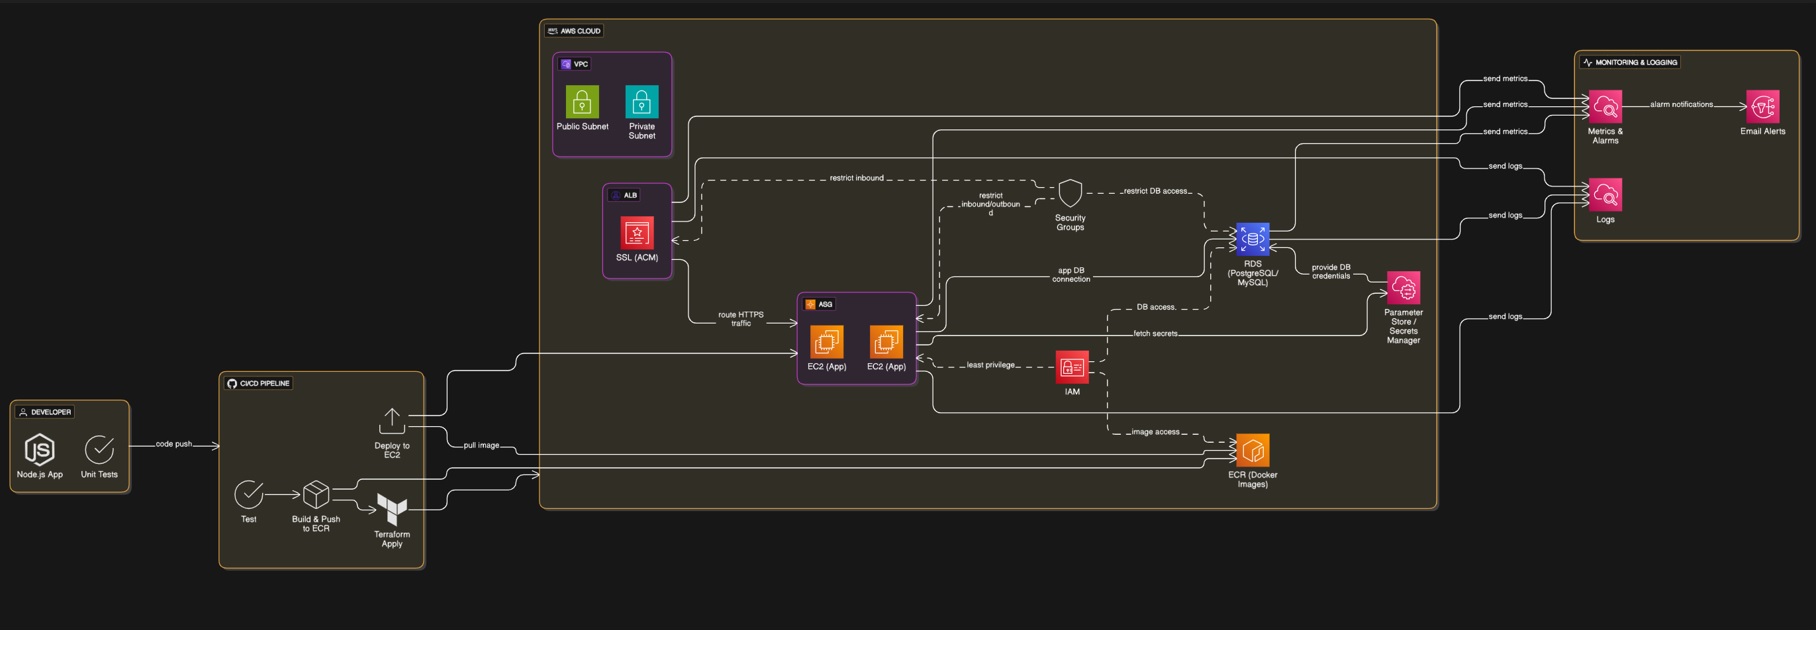 aws AWS CLOUD
VPC
Public Subnet
Private
Subnet
ALB
SSL (ACM)
restrict inbound
restrict
inbound/outboun
d
Security
Groups
restrict DB access
RDS
(PostgreSQL/
MySQL)
provide DB
credentials
Parameter
Store /
Secrets
Manager
app DB
connection
DB access
fetch secrets
least privilege
IAM
image access
ECR (Docker
Images)
route HTTPS
traffic
ASG
EC2 (App)
EC2 (App)
send metrics
send metrics
send metrics
send logs
send logs
send logs
MONITORING & LOGGING
Metrics &
Alarms
alarm notifications
Email Alerts
Logs
DEVELOPER
JS
Node.js App
Unit Tests
code push
CI/CD PIPELINE
Deploy to
EC2
pull image
Test
Build & Push
to ECR
Terraform
Apply